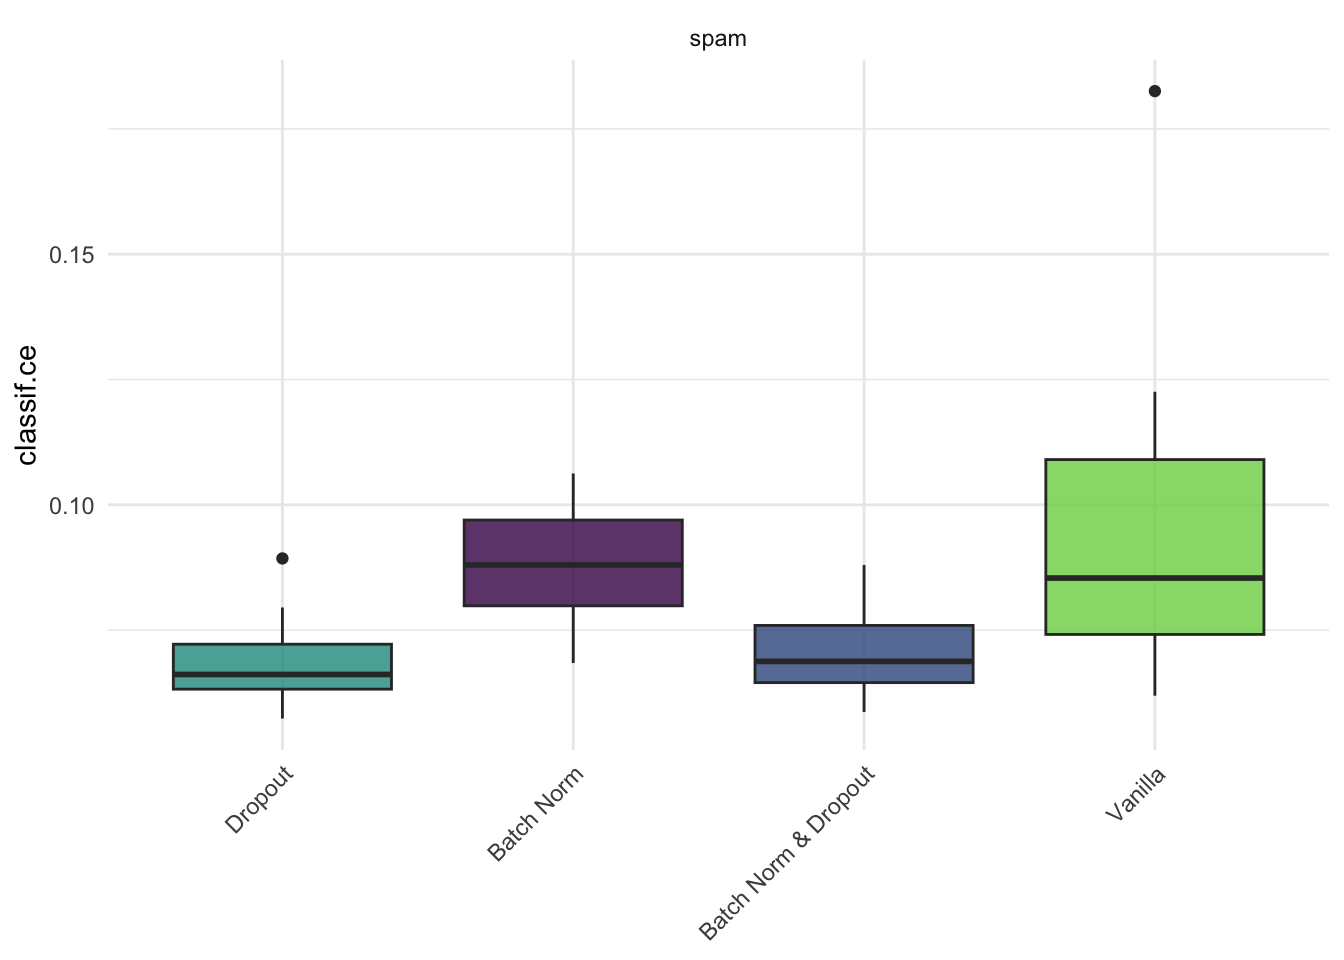 spam
classif.ce
0.15
0.10
Dropout
Batch Norm
Batch Norm & Dropout
Vanilla